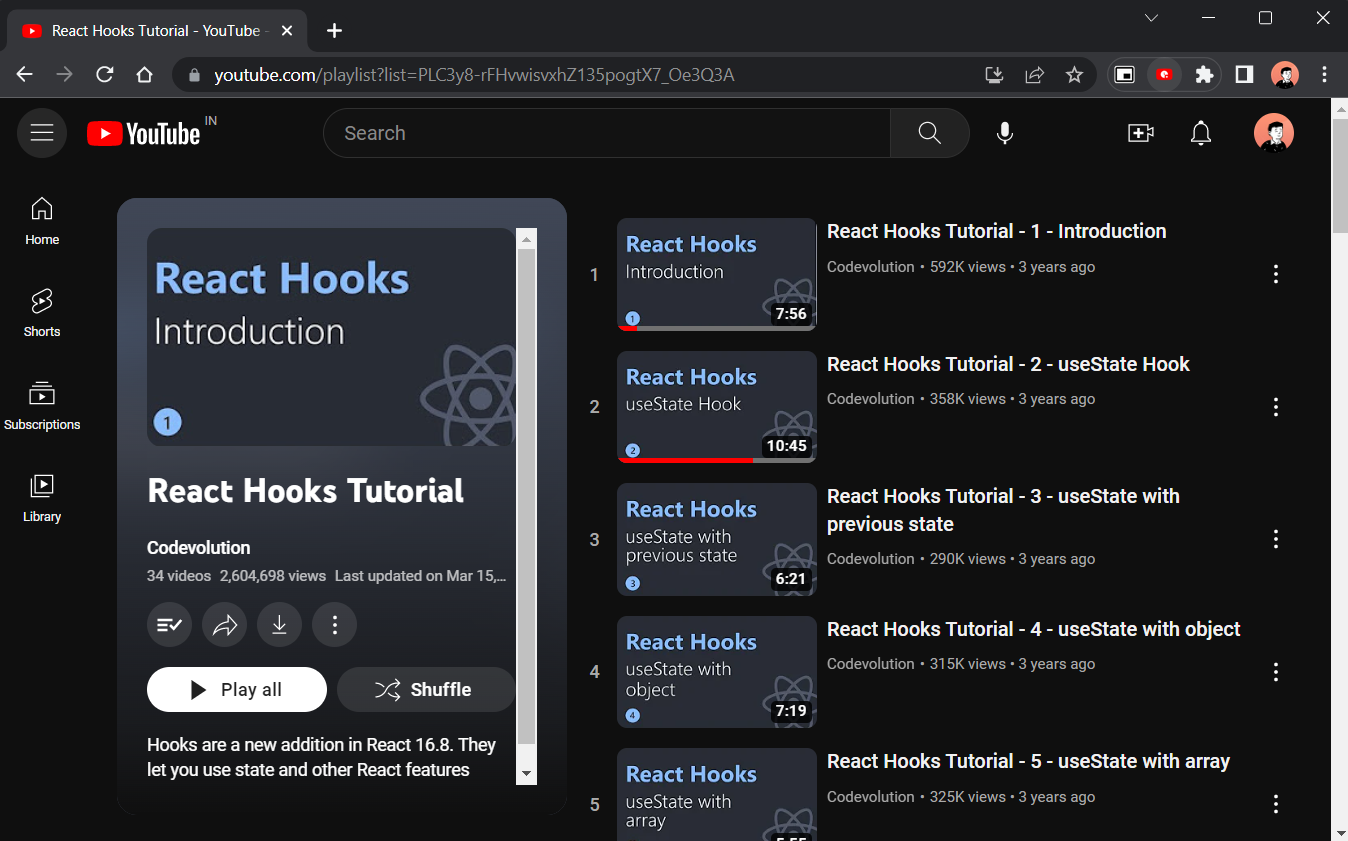 React Hooks Tutorial - YouTube -
youtube.com/playlist?list=PLC3y8-rFHvwisvxhZ135pogtX7_Oe3Q3A
YouTube IN
Search
Home
Shorts
Subscriptions
Library
React Hooks
Introduction
1
React Hooks Tutorial
Codevolution
34 videos 2,604,698 views Last updated on Mar 15,...
Play all
Shuffle
Hooks are a new addition in React 16.8. They
let you use state and other React features
1
React Hooks
Introduction
1
7:56
React Hooks Tutorial - 1 - Introduction
Codevolution • 592K views • 3 years ago
2
React Hooks
useState Hook
2
10:45
React Hooks Tutorial - 2 - useState Hook
Codevolution • 358K views • 3 years ago
3
React Hooks
useState with
previous state
3
6:21
React Hooks Tutorial - 3 - useState with
previous state
Codevolution • 290K views • 3 years ago
4
React Hooks
useState with
object
4
7:19
React Hooks Tutorial - 4 - useState with object
Codevolution • 315K views • 3 years ago
5
React Hooks
useState with
array
React Hooks Tutorial - 5 - useState with array
Codevolution • 325K views • 3 years ago